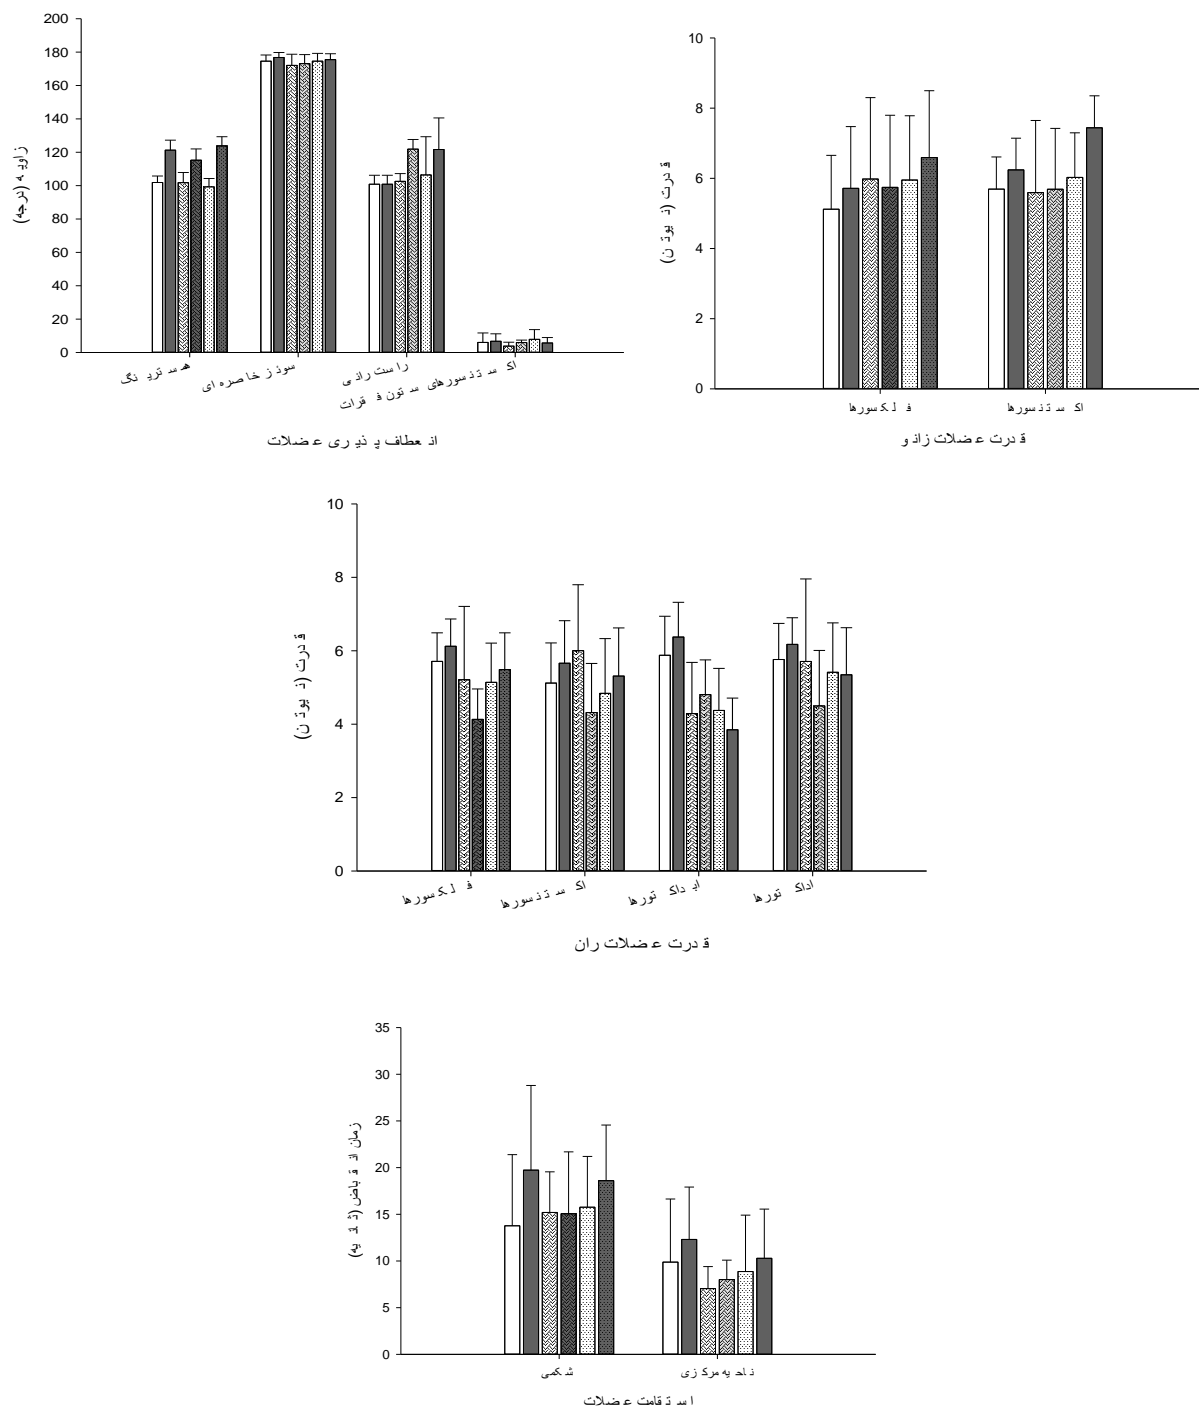 200
180
160
140
120
100
80
60
40
20
0
زاویه (درجه)
همسترینگ
سوئز خاصره ای
راست رانی
اکستنسورهای ستون فقرات
انعطاف پذیری عضلات
10
8
6
4
2
0
قدرت (نیوتن)
فلکسورها
اکستنسورها
قدرت عضلات زانو
10
8
6
4
2
0
قدرت (نیوتن)
فلکسورها
اکستنسورها
ابداکتورها
اداکتورها
قدرت عضلات ران
35
30
25
20
15
10
5
0
زمان انقباض (ثانیه)
شکمی
ناحیه مرکزی
استقامت عضلات